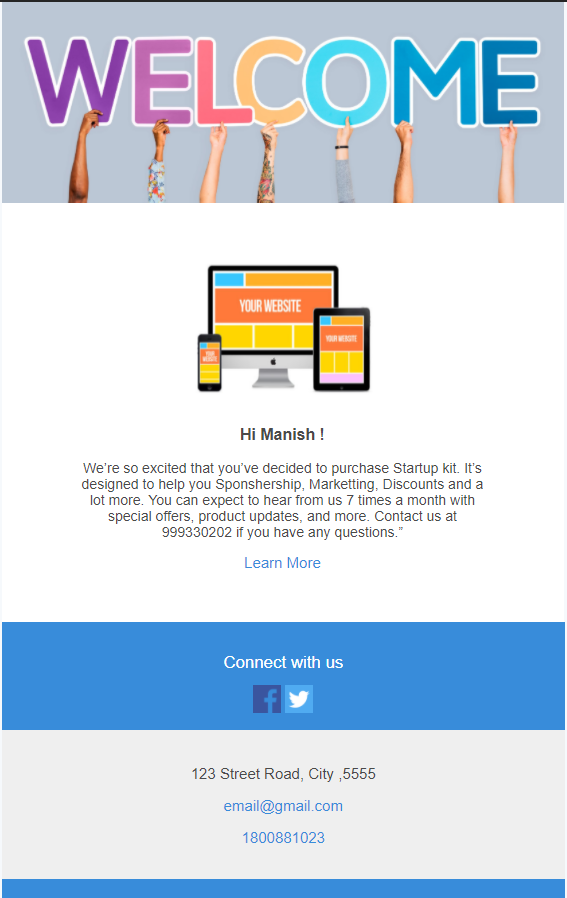 WELCOME
YOUR WEBSITE
YOUR WEBSITE
YOUR
WEBSITE
Hi Manish !
We’re so excited that you’ve decided to purchase Startup kit. It’s
designed to help you Sponshership, Marketting, Discounts and a
lot more. You can expect to hear from us 7 times a month with
special offers, product updates, and more. Contact us at
999330202 if you have any questions.”
Learn More
Connect with us
123 Street Road, City ,5555
email@gmail.com
1800881023